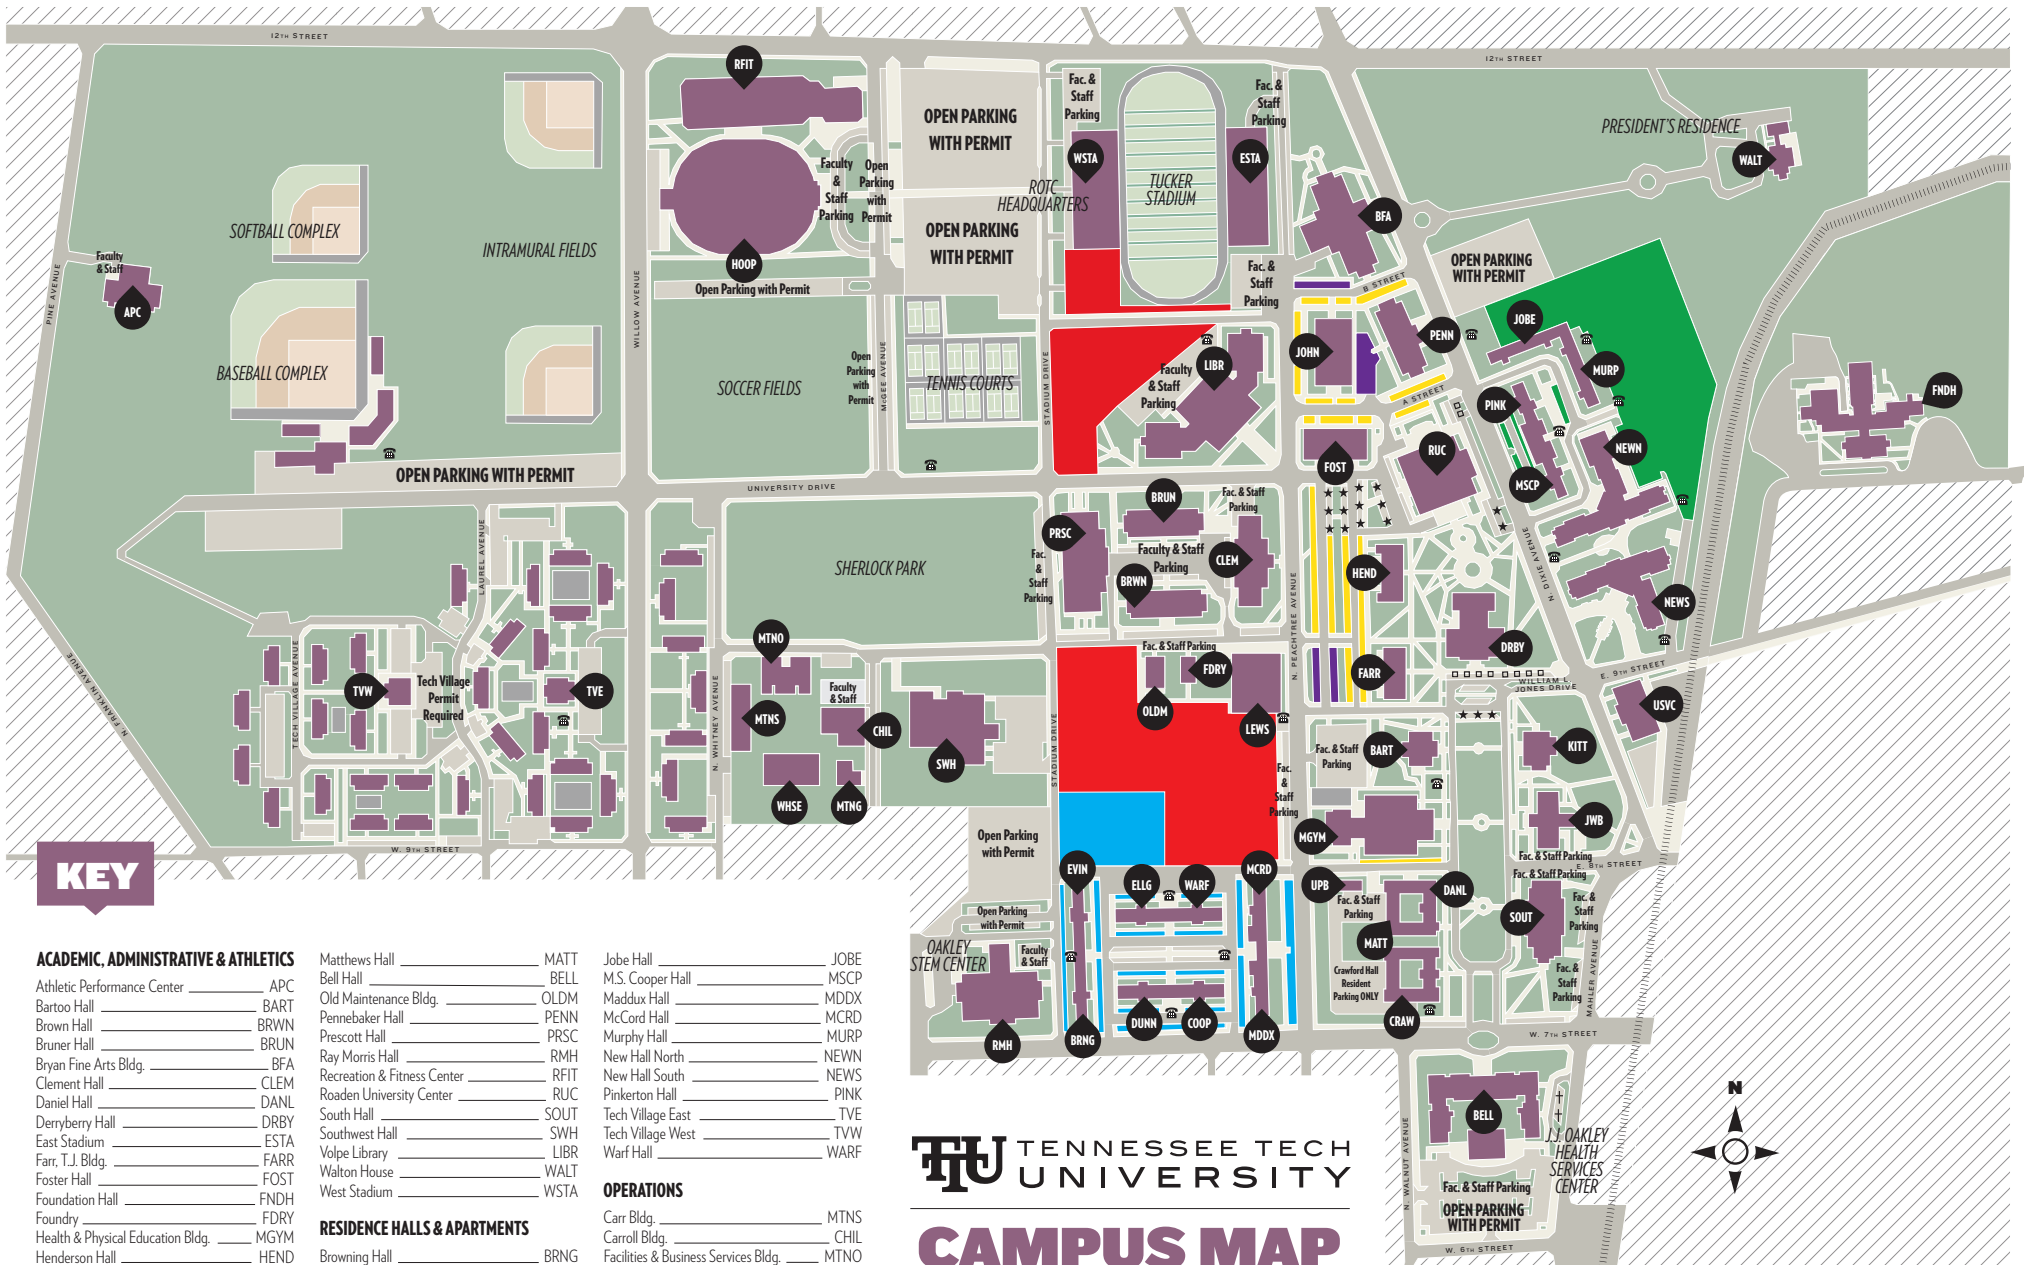 12TH STREET
12TH STREET
RFIT
OPEN PARKING
WITH PERMIT
Fac. &
Staff
Parking
Fac. &
Staff
Parking
PRESIDENT'S RESIDENCE
WALT
WSTA
ESTA
TUCKER
STADIUM
ROTC
HEADQUARTERS
Faculty
&
Staff
Parking
Open
Parking
with
Permit
BFA
SOFTBALL COMPLEX
INTRAMURAL FIELDS
OPEN PARKING
WITH PERMIT
HOOP
Open Parking with Permit
Faculty
& Staff
APC
PINE AVENUE
WILLOW AVENUE
Fac. &
Staff
Parking
B STREET
OPEN PARKING
WITH PERMIT
JOBE
PENN
JOHN
MURP
LIBR
Faculty
& Staff
Parking
BASEBALL COMPLEX
SOCCER FIELDS
Open
Parking
with
Permit
McGEE AVENUE
TENNIS COURTS
STADIUM DRIVE
A STREET
PINK
FNDH
NEWN
RUC
FOST
MSCP
OPEN PARKING WITH PERMIT
UNIVERSITY DRIVE
BRUN
Fac. & Staff
Parking
PRSC
Fac.
&
Staff
Parking
Faculty & Staff
Parking
CLEM
BRWN
HEND
N. DIXIE AVENUE
NEWS
LAUREL AVENUE
SHERLOCK PARK
N. PEACHTREE AVENUE
MTNO
Fac. & Staff Parking
FDRY
DRBY
FARR
E. 9TH STREET
WILLIAM L
JONES DRIVE
N. FRANKLIN AVENUE
TECH VILLAGE AVENUE
TVW
Tech Village
Permit
Required
TVE
N. WHITNEY AVENUE
MTNS
Faculty
& Staff
CHIL
OLDM
LEWS
USVC
SWH
STADIUM DRIVE
Fac. & Staff
Parking
BART
KITT
Fac.
&
Staff
Parking
WHSE
MTNG
MGYM
JWB
Fac. & Staff Parking
E. 8TH STREET
Fac. & Staff Parking
Open Parking
with Permit
W. 9TH STREET
EVIN
ELLG
WARF
MCRD
UPB
DANL
Fac. & Staff
Parking
SOUT
Fac. &
Staff
Parking
Open Parking
with Permit
OAKLEY
STEM CENTER
Faculty
& Staff
MATT
Crawford Hall
Resident
Parking ONLY
Fac. &
Staff
Parking
MAHLER AVENUE
RMH
BRNG
DUNN
COOP
MDDX
CRAW
W. 7TH STREET
BELL
J.J. OAKLEY
HEALTH
SERVICES
CENTER
N. WALNUT AVENUE
Fac. & Staff Parking
OPEN PARKING
WITH PERMIT
W. 6TH STREET
N
KEY
ACADEMIC, ADMINISTRATIVE & ATHLETICS
Athletic Performance Center APC
Bartoo Hall BART
Brown Hall BRWN
Bruner Hall BRUN
Bryan Fine Arts Bldg. BFA
Clement Hall CLEM
Daniel Hall DANL
Derryberry Hall DRBY
East Stadium ESTA
Farr, T.J. Bldg. FARR
Foster Hall FOST
Foundation Hall FNDH
Foundry FDRY
Health & Physical Education Bldg. MGYM
Henderson Hall HEND
Matthews Hall MATT
Bell Hall BELL
Old Maintenance Bldg. OLDM
Pennebaker Hall PENN
Prescott Hall PRSC
Ray Morris Hall RMH
Recreation & Fitness Center RFIT
Roaden University Center RUC
South Hall SOUT
Southwest Hall SWH
Volpe Library LIBR
Walton House WALT
West Stadium WSTA
RESIDENCE HALLS & APARTMENTS
Browning Hall BRNG
Jobe Hall JOBE
M.S. Cooper Hall MSCP
Maddux Hall MDDX
McCord Hall MCRD
Murphy Hall MURP
New Hall North NEWN
New Hall South NEWS
Pinkerton Hall PINK
Tech Village East TVE
Tech Village West TVW
Warf Hall WARF
OPERATIONS
Carr Bldg. MTNS
Carroll Bldg. CHIL
Facilities & Business Services Bldg. MTNO
TTU TENNESSEE TECH
UNIVERSITY
CAMPUS MAP